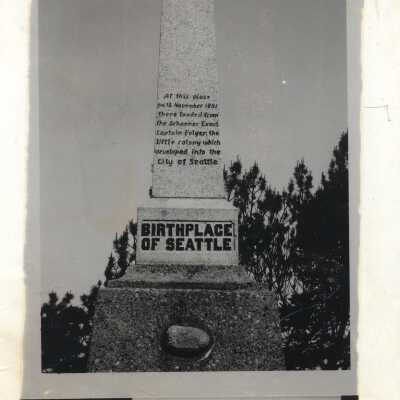 At this place
on 13 November 1851
there landed from
the Schooner Exact
Captain Folger, the
little colony which
developed into the
City of Seattle
BIRTHPLACE
OF SEATTLE